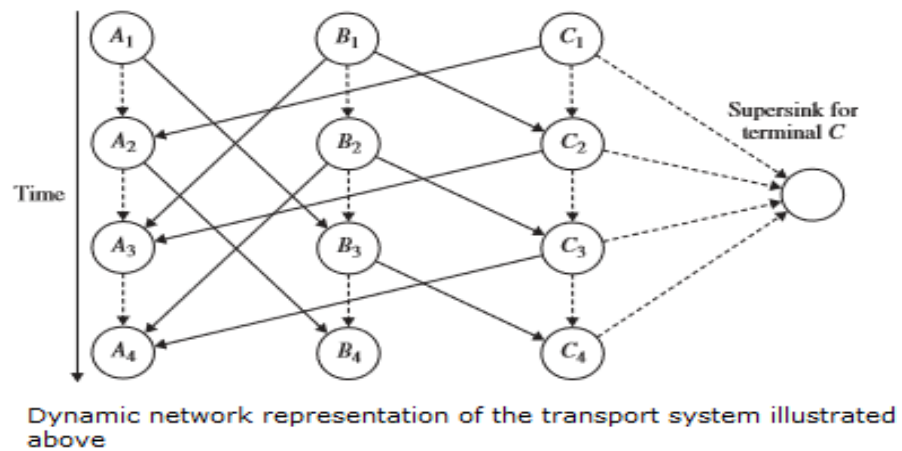 A1 B1 C1
Supersink for
terminal C
A2 B2 C2
Time
A3 B3 C3
A4 B4 C4
Dynamic network representation of the transport system illustrated
above